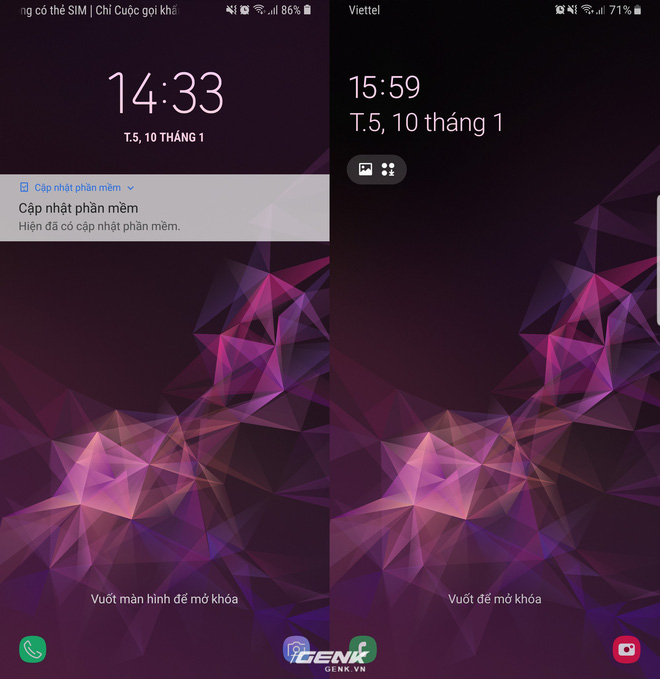 ng có thẻ SIM | Chỉ Cuộc gọi khẩ
86%
14:33
T.5, 10 THÁNG 1
Cập nhật phần mềm
Cập nhật phần mềm
Hiện đã có cập nhật phần mềm.
Vuốt màn hình để mở khóa
Viettel
71%
15:59
T.5, 10 tháng 1
Vuốt để mở khóa
GENK
GENK.VN